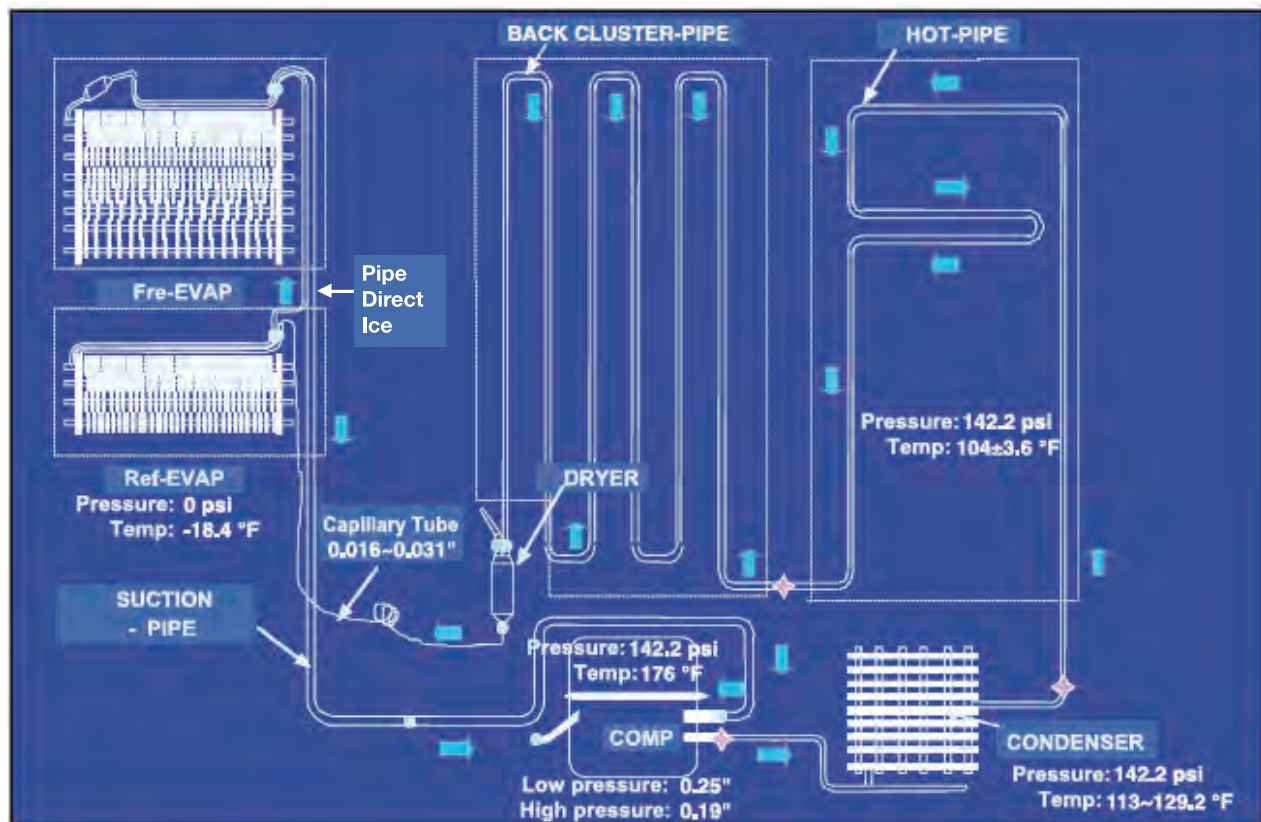 BACK CLUSTER-PIPE
HOT-PIPE
Fre-EVAP
Pipe
Direct
Ice
Pressure: 142.2 psi
Temp: 104±3.6 °F
Ref-EVAP
Pressure: 0 psi
Temp: -18.4 °F
DRYER
Capillary Tube
0.016~0.031"
SUCTION
- PIPE
Pressure: 142.2 psi
Temp: 176 °F
COMP
CONDENSER
Pressure: 142.2 psi
Temp: 113~129.2 °F
Low pressure: 0.25"
High pressure: 0.19"